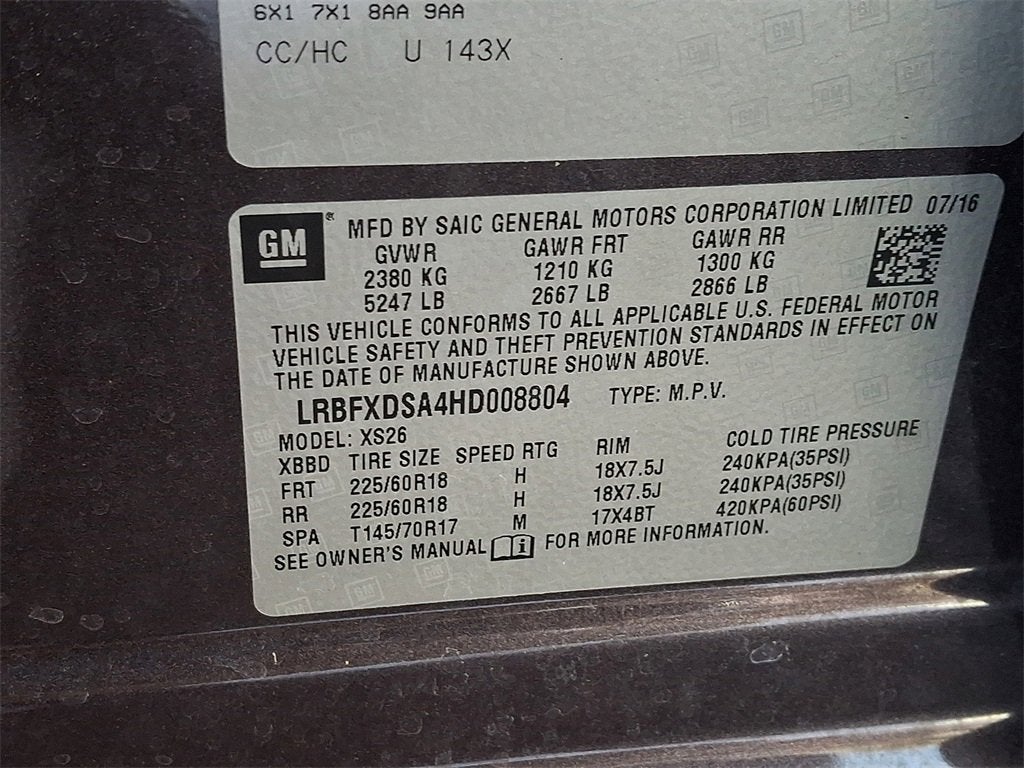 6X1 7X1 8AA 9AA
CC/HC U 143X
GM ® MFD BY SAIC GENERAL MOTORS CORPORATION LIMITED 07/16
GVWR GAWR FRT GAWR RR
2380 KG 1210 KG 1300 KG
5247 LB 2667 LB 2866 LB
THIS VEHICLE CONFORMS TO ALL APPLICABLE U.S. FEDERAL MOTOR
VEHICLE SAFETY AND THEFT PREVENTION STANDARDS IN EFFECT ON
THE DATE OF MANUFACTURE SHOWN ABOVE.
LRBFXDSA4HD008804 TYPE: M.P.V.
MODEL: XS26
XBBD TIRE SIZE SPEED RTG RIM COLD TIRE PRESSURE
FRT 225/60R18 H 18X7.5J 240KPA(35PSI)
RR 225/60R18 H 18X7.5J 240KPA(35PSI)
SPA T145/70R17 M 17X4BT 420KPA(60PSI)
SEE OWNER'S MANUAL i FOR MORE INFORMATION.